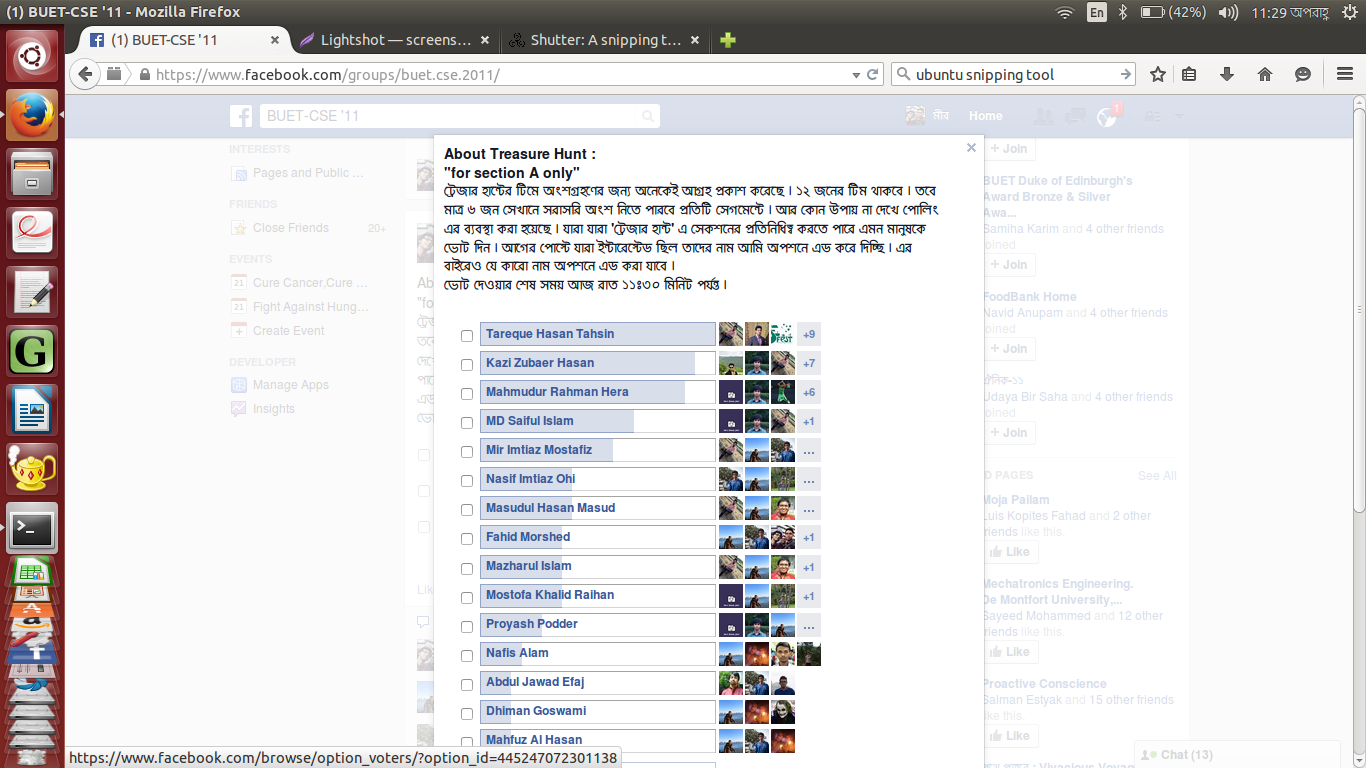 (1) BUET-CSE '11 - Mozilla Firefox
En
(42%)
11:29 অপরাহ্ণ
(1) BUET-CSE '11
Lightshot — screens...
Shutter: A snipping t...
https://www.facebook.com/groups/buet.cse.2011/
ubuntu snipping tool
BUET-CSE '11
মীর
Home
1
INTERESTS
Pages and Public ...
FRIENDS
Close Friends 20+
EVENTS
Cure Cancer,Cure ...
Fight Against Hung...
Create Event
DEVELOPER
Manage Apps
Insights
About Treasure Hunt :
"for section A only"
ট্রেজার হান্টের টিমে অংশগ্রহণের জন্য অনেকেই আগ্রহ প্রকাশ করেছে। ১২ জনের টিম থাকবে। তবে
মাত্র ৬ জন সেখানে সরাসরি অংশ নিতে পারবে প্রতিটি সেগমেন্টে। আর কোন উপায় না দেখে পোলিং
এর ব্যবস্থা করা হয়েছে। যারা যারা 'ট্রেজার হান্ট' এ সেকশনের প্রতিনিধিত্ব করতে পারে এমন মানুষকে
ভোট দিন। আগের পোস্টে যারা ইন্টারেস্টেড ছিল তাদের নাম আমি অপশনে এড করে দিচ্ছি। এর
বাইরেও যে কারো নাম অপশনে এড করা যাবে।
ভোট দেওয়ার শেষ সময় আজ রাত ১১ঃ৩০ মিনিট পর্যন্ত।
Tareque Hasan Tahsin +9
Kazi Zubaer Hasan +7
Mahmudur Rahman Hera +6
MD Saiful Islam +1
Mir Imtiaz Mostafiz ...
Nasif Imtiaz Ohi ...
Masudul Hasan Masud ...
Fahid Morshed +1
Mazharul Islam +1
Mostofa Khalid Raihan +1
Proyash Podder ...
Nafis Alam
Abdul Jawad Efaj
Dhiman Goswami
Mahfuz Al Hasan
+ Join
BUET Duke of Edinburgh's
Award Bronze & Silver
Awa...
Samiha Karim and 4 other friends
joined
+ Join
FoodBank Home
Navid Anupam and 4 other friends
joined
+ Join
Udaya Bir Saha and 4 other friends
joined
+ Join
D PAGES See All
Moja Pailam
Luis Kopites Fahad and 2 other
friends like this.
Like
Mechatronics Engineering.
De Montfort University,...
Sayeed Mohammed and 12 other
friends like this.
Like
Proactive Conscience
Salman Estyak and 15 other friends
like this.
Like
Chat (13)
https://www.facebook.com/browse/option_voters/?option_id=445247072301138